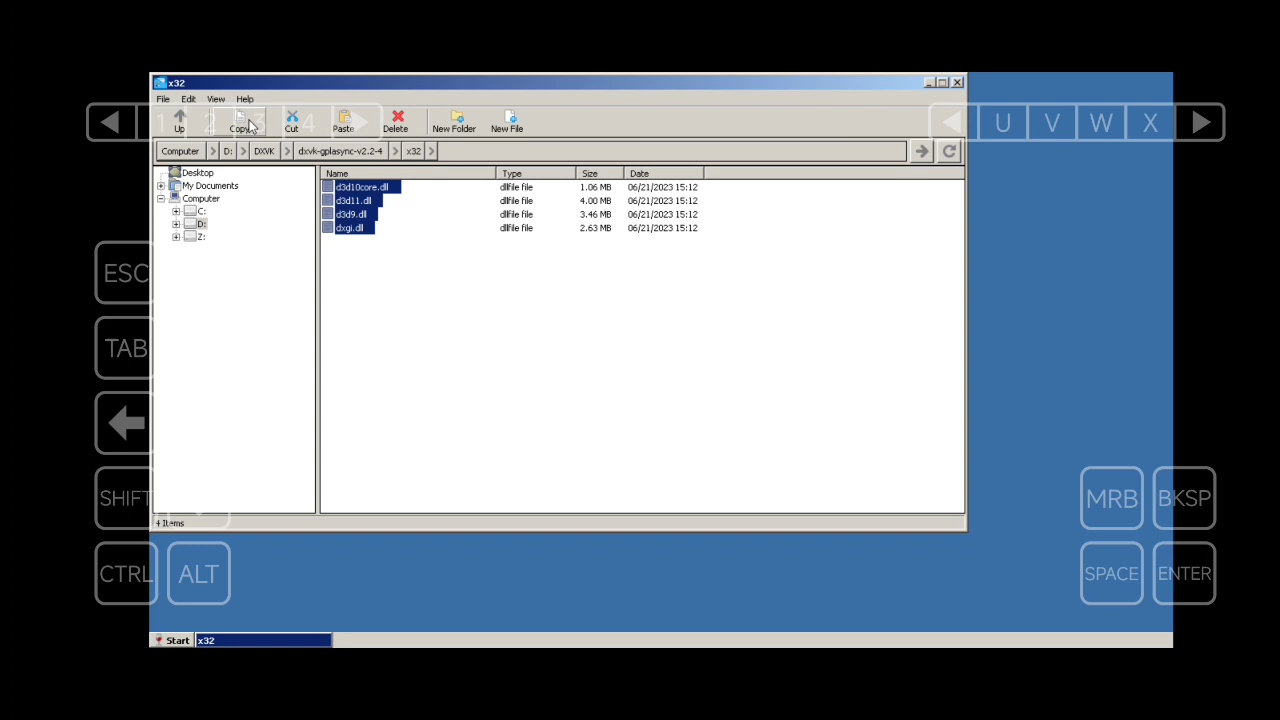 x32
File Edit View Help
1 2 3 4
U V W X
Up Copy Cut Paste Delete New Folder New File
Computer D: DXVK dxvk-gplasync-v2.2-4 x32
Desktop
My Documents
Computer
C:
D:
Z:
Name Type Size Date
d3d10core.dll dllfile file 1.06 MB 06/21/2023 15:12
d3d11.dll dllfile file 4.00 MB 06/21/2023 15:12
d3d9.dll dllfile file 3.46 MB 06/21/2023 15:12
dxgi.dll dllfile file 2.63 MB 06/21/2023 15:12
ESC
TAB
SHIFT
MRB BKSP
4 Items
CTRL ALT
SPACE ENTER
Start x32